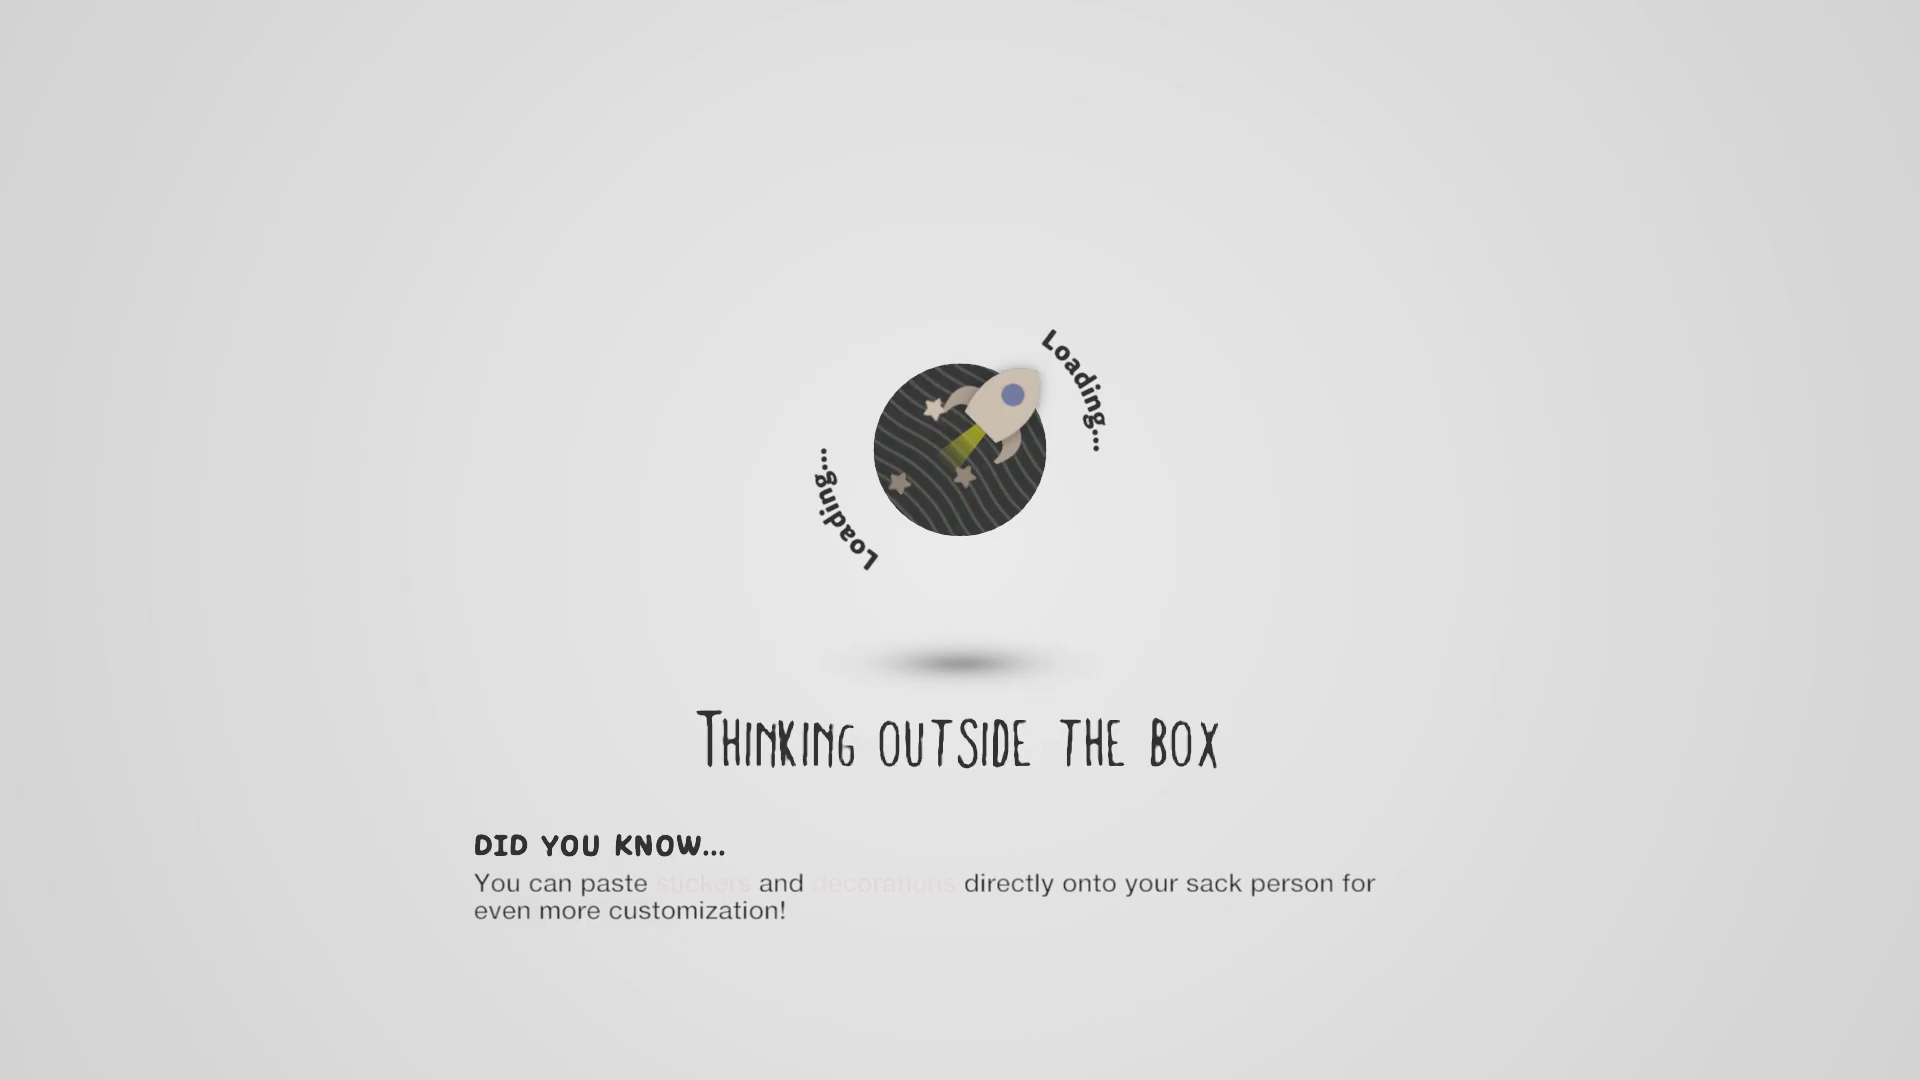 Loading...
Loading...
Thinking outside the box
DID YOU KNOW...
You can paste stickers and decorations directly onto your sack person for
even more customization!